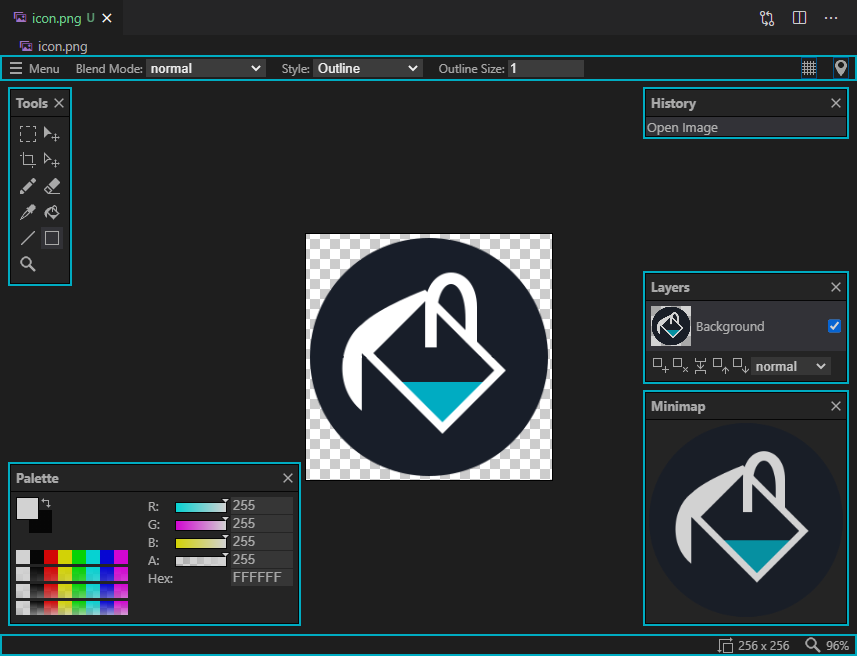 icon.png U
icon.png
Menu Blend Mode: normal Style: Outline Outline Size: 1
Tools
History
Open Image
Layers
Background
normal
Minimap
Palette
R: 255
G: 255
B: 255
A: 255
Hex: FFFFFF
256 x 256 96%